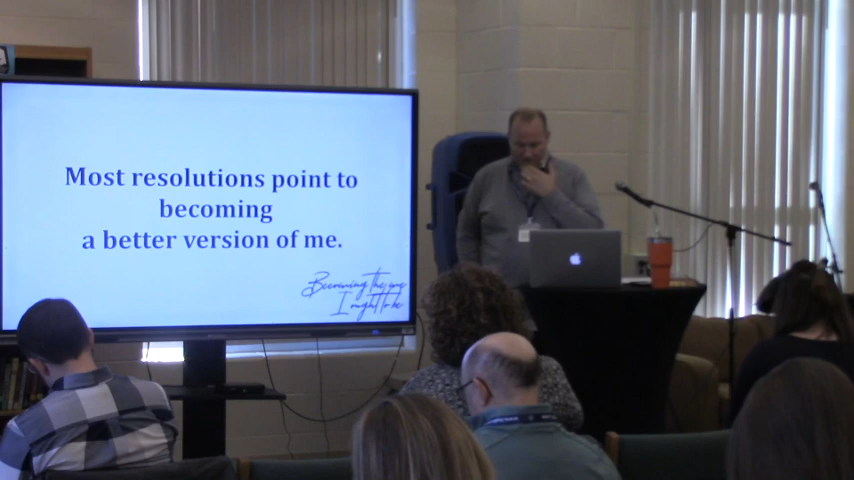 Most resolutions point to
becoming
a better version of me.
Becoming The me
I ought to be